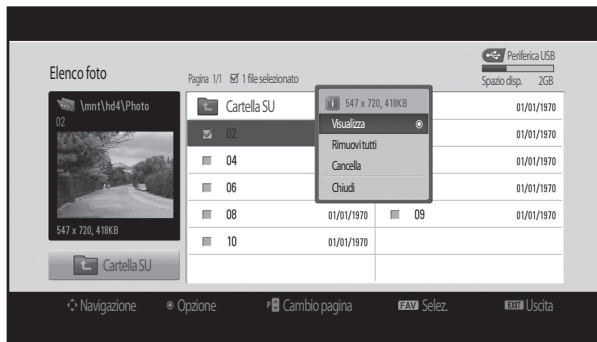 Periferica USB
Elenco foto
Pagina 1/1 1 file selezionato
Spazio disp. 2GB
\mnt\hd4\Photo
02
547 x 720, 418KB
Cartella SU
Cartella SU
547 x 720, 418KB
Visualizza
Rimuovi tutti
Cancella
Chiudi
01/01/1970
02
01/01/1970
04
01/01/1970
06
01/01/1970
08 01/01/1970 09 01/01/1970
10 01/01/1970
Navigazione Opzione P Cambio pagina FAV Selez. EXIT Uscita